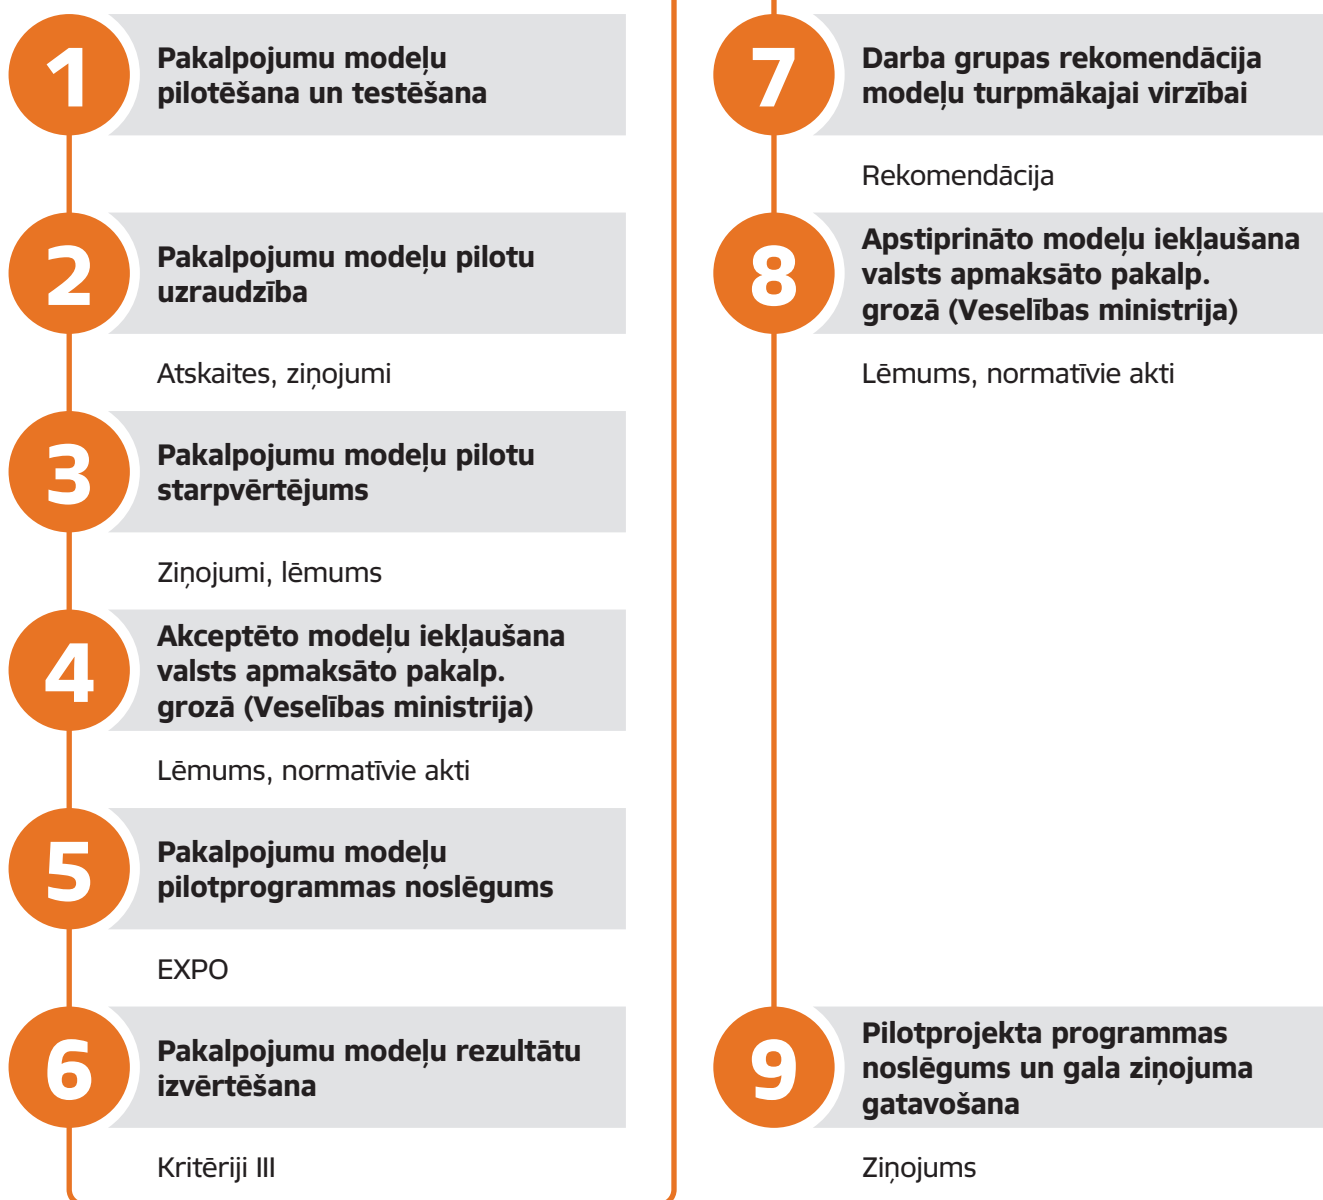 1
Pakalpojumu modeļu
pilotēšana un testēšana
2
Pakalpojumu modeļu pilotu
uzraudzība
Atskaites, ziņojumi
3
Pakalpojumu modeļu pilotu
starpvērtējums
Ziņojumi, lēmums
4
Akceptēto modeļu iekļaušana
valsts apmaksāto pakalp.
grozā (Veselības ministrija)
Lēmums, normatīvie akti
5
Pakalpojumu modeļu
pilotprogrammas noslēgums
EXPO
6
Pakalpojumu modeļu rezultātu
izvērtēšana
Kritēriji III
7
Darba grupas rekomendācija
modeļu turpmākajai virzībai
Rekomendācija
8
Apstiprināto modeļu iekļaušana
valsts apmaksāto pakalp.
grozā (Veselības ministrija)
Lēmums, normatīvie akti
9
Pilotprojekta programmas
noslēgums un gala ziņojuma
gatavošana
Ziņojums